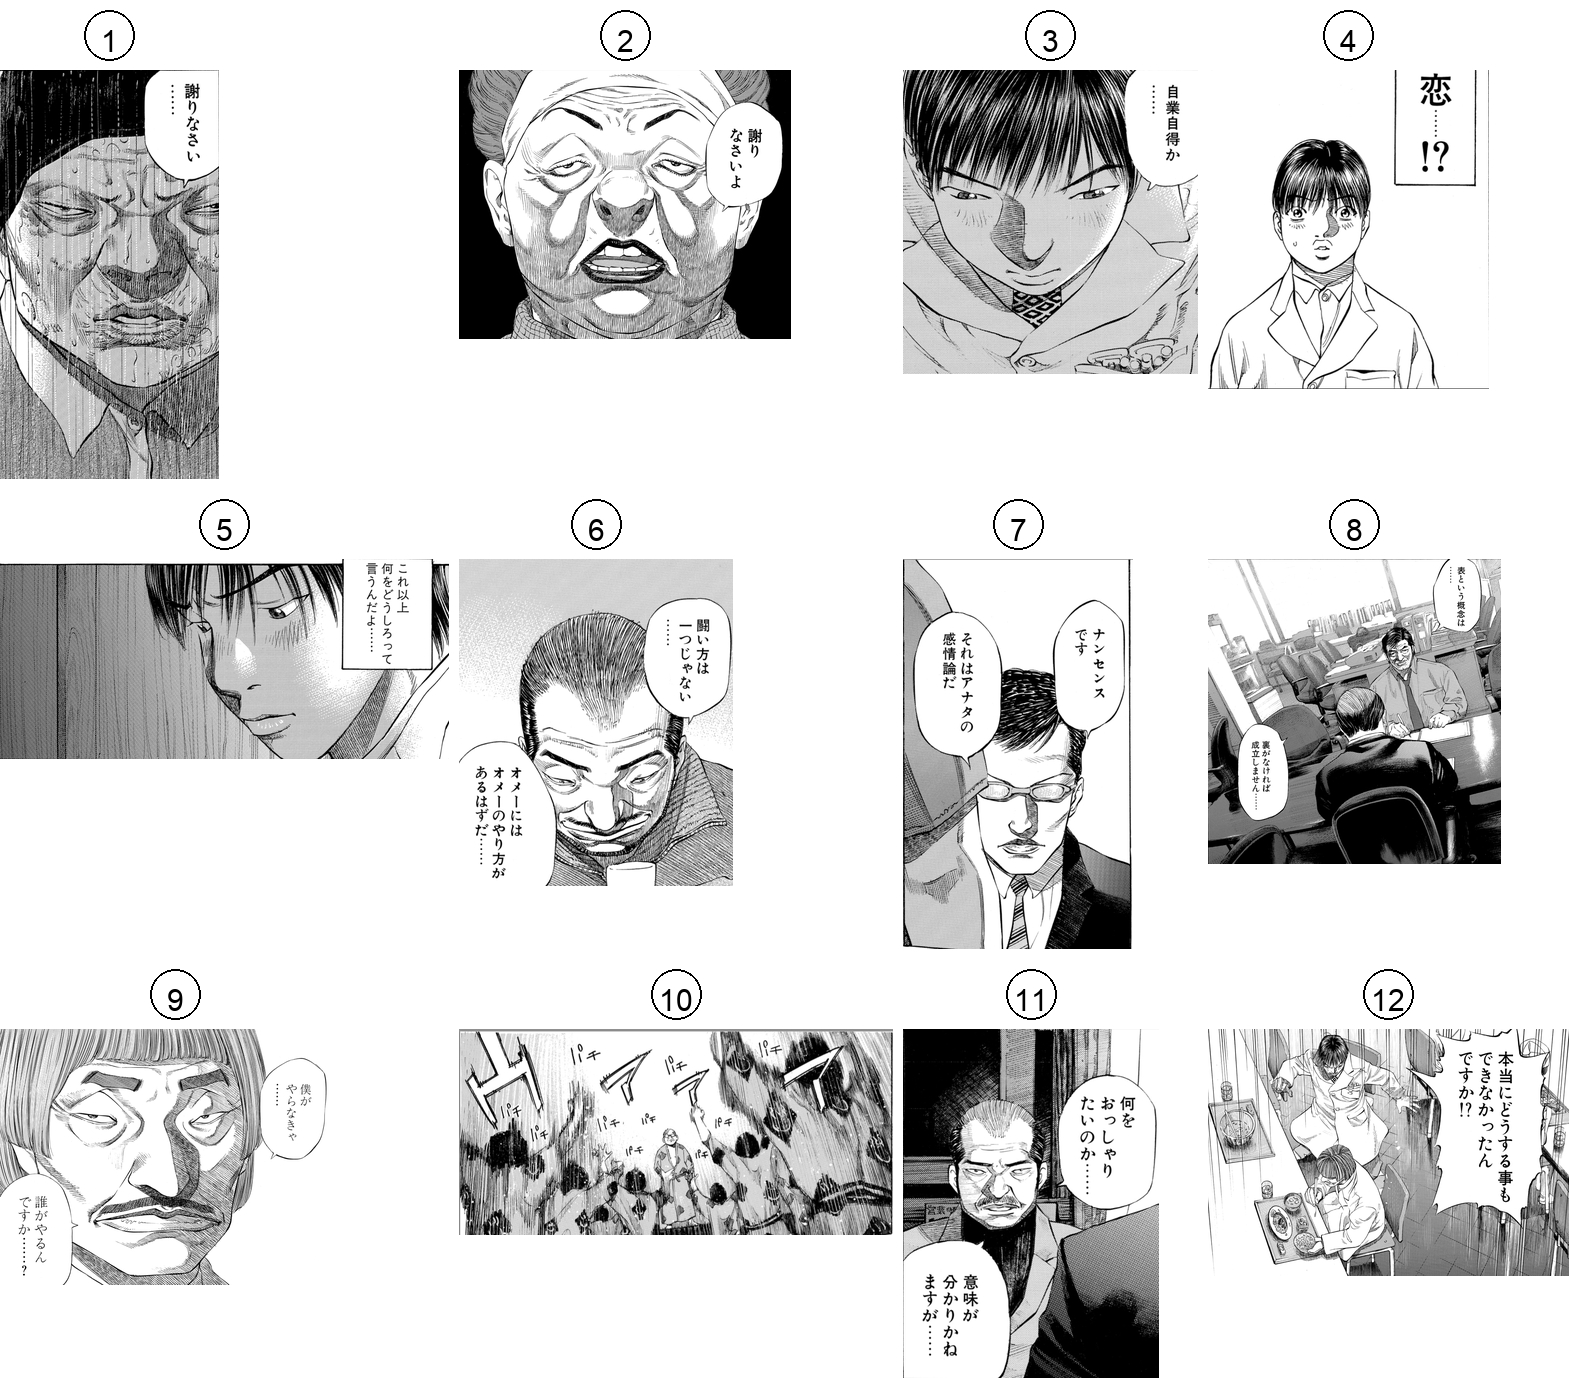 1
謝りなさい
……
2
謝り
なさいよ
3
自業自得か
……
4
恋……!?
5
これ以上
何をどうしろって
言うんだよ……
6
闘い方は
一つじゃない
……
オメーには
オメーのやり方が
あるはずだ……
7
ナンセンス
です
それはアナタの
感情論だ
8
表という概念は
……
裏がなければ
成立しません……
9
僕が
やらなきゃ
……
誰がやるん
ですか……?
10
パチ
パチ
パチ
パチ
パチ
パチ
パチ
パチ
パチ
11
何を
おっしゃり
たいのか……
意味が
分かりかね
ますが……
12
本当にどうする事も
できなかったん
ですか!?